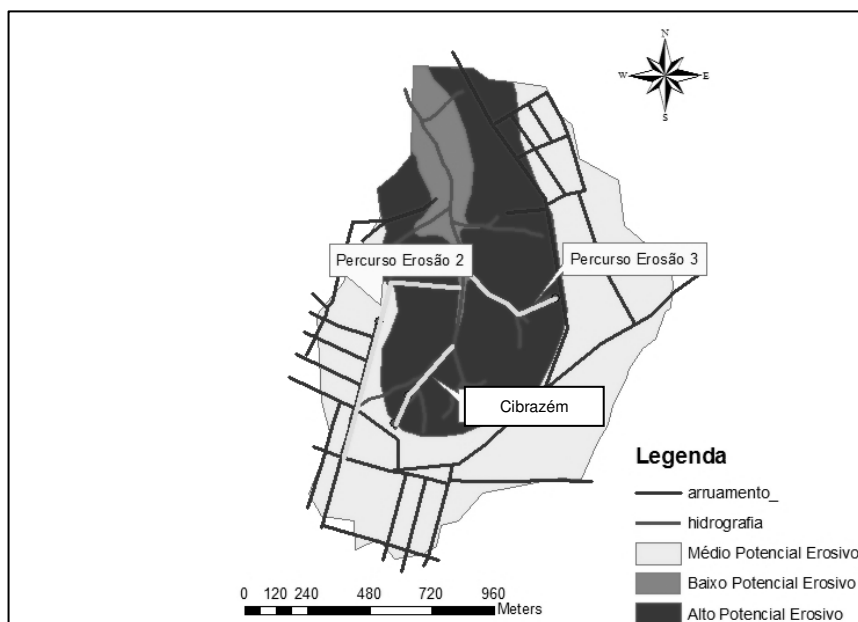 N
W
E
S
Percurso Erosão 2
Percurso Erosão 3
Cibrazém
Legenda
arruamento_
hidrografia
Médio Potencial Erosivo
Baixo Potencial Erosivo
Alto Potencial Erosivo
0 120 240 480 720 960
Meters